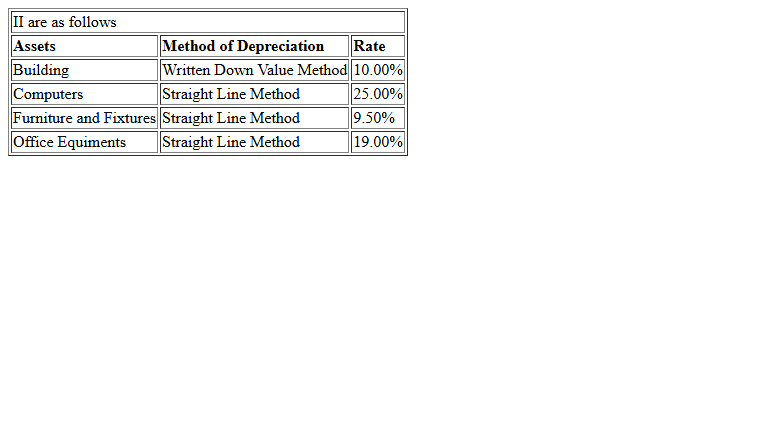 II are as follows
Assets Method of Depreciation Rate
Building Written Down Value Method 10.00%
Computers Straight Line Method 25.00%
Furniture and Fixtures Straight Line Method 9.50%
Office Equiments Straight Line Method 19.00%